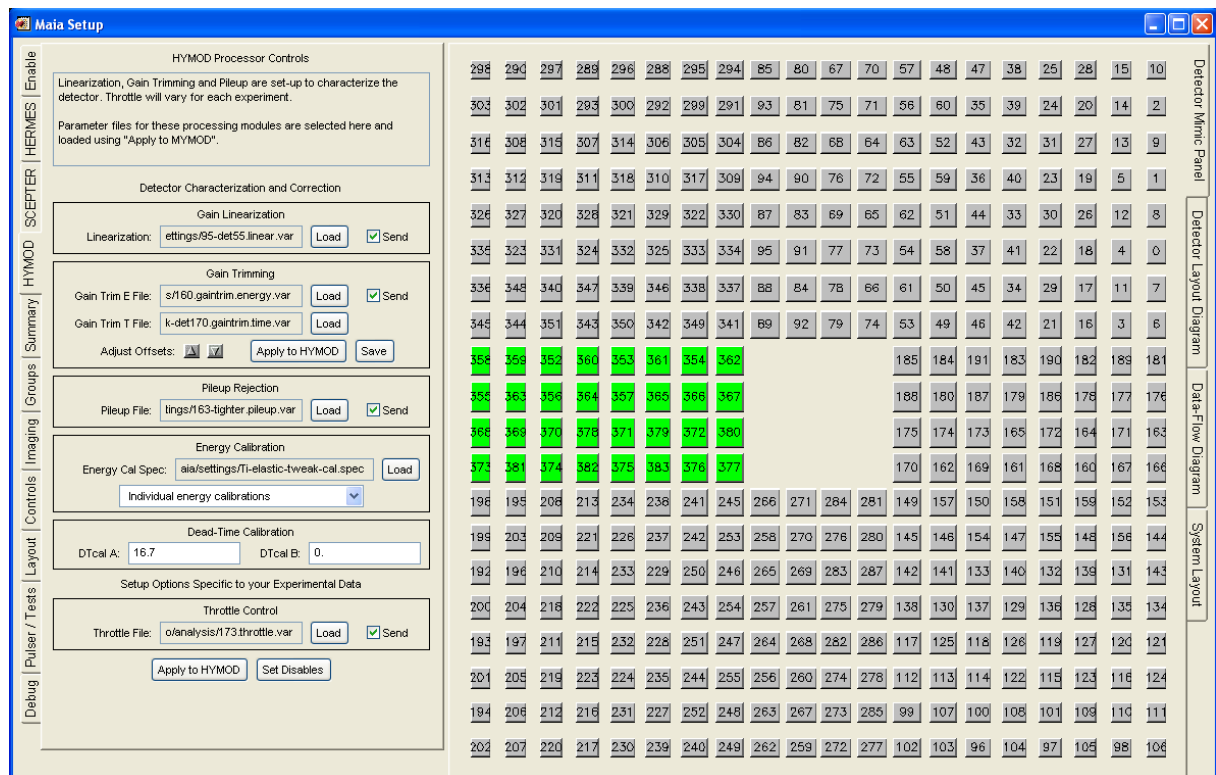 Maia Setup
Enable
HERMES
SCEPTER
HYMOD
Summary
Groups
Imaging
Controls
Layout
Pulser / Tests
Debug
HYMOD Processor Controls
Linearization, Gain Trimming and Pileup are set-up to characterize the
detector. Throttle will vary for each experiment.
Parameter files for these processing modules are selected here and
loaded using "Apply to MYMOD".
Detector Characterization and Correction
Gain Linearization
Linearization: ettings/95-det55.linear.var Load Send
Gain Trimming
Gain Trim E File: s/160.gaintrim.energy.var Load Send
Gain Trim T File: k-det170.gaintrim.time.var Load
Adjust Offsets: Apply to HYMOD Save
Pileup Rejection
Pileup File: tings/163-tighter.pileup.var Load Send
Energy Calibration
Energy Cal Spec: aia/settings/Ti-elastic-tweak-cal.spec Load
Individual energy calibrations
Dead-Time Calibration
DTcal A: 16.7 DTcal B: 0.
Setup Options Specific to your Experimental Data
Throttle Control
Throttle File: o/analysis/173.throttle.var Load Send
Apply to HYMOD Set Disables
298 290 297 289 296 288 295 294 85 80 67 70 57 48 47 38 25 28 15 10
303 302 301 293 300 292 299 291 93 81 75 71 56 60 35 39 24 20 14 2
316 308 315 307 314 306 305 304 86 82 68 64 63 52 43 32 31 27 13 9
313 312 319 311 318 310 317 309 94 90 76 72 55 59 36 40 23 19 5 1
326 327 320 328 321 329 322 330 87 83 69 65 62 51 44 33 30 26 12 8
335 323 331 324 332 325 333 334 95 91 77 73 54 58 37 41 22 18 4 0
336 348 340 347 339 346 338 337 88 84 78 66 61 50 45 34 29 17 11 7
345 344 351 343 350 342 349 341 89 92 79 74 53 49 46 42 21 16 3 6
358 359 352 360 353 361 354 362 185 184 191 183 190 182 189 181
355 363 356 364 357 365 366 367 188 180 187 179 186 178 177 176
368 369 370 378 371 379 372 380 175 174 173 165 172 164 171 163
373 381 374 382 375 383 376 377 170 162 169 161 168 160 167 166
198 195 208 213 234 238 241 245 266 271 284 281 149 157 150 158 151 159 152 153
199 203 209 221 226 237 242 253 258 270 276 280 145 146 154 147 155 148 156 144
192 196 210 214 233 229 250 246 265 269 283 287 142 141 133 140 132 139 131 143
200 204 218 222 225 236 243 254 257 261 275 279 138 130 137 129 136 128 135 134
193 197 211 215 232 228 251 247 264 268 282 286 117 125 118 126 119 127 120 121
201 205 219 223 224 235 244 255 256 260 274 278 112 113 114 122 115 123 116 124
194 206 212 216 231 227 252 248 263 267 273 285 99 107 100 108 101 109 110 111
202 207 220 217 230 239 240 249 262 259 272 277 102 103 96 104 97 105 98 106
Detector Mimic Panel
Detector Layout Diagram
Data-Flow Diagram
System Layout